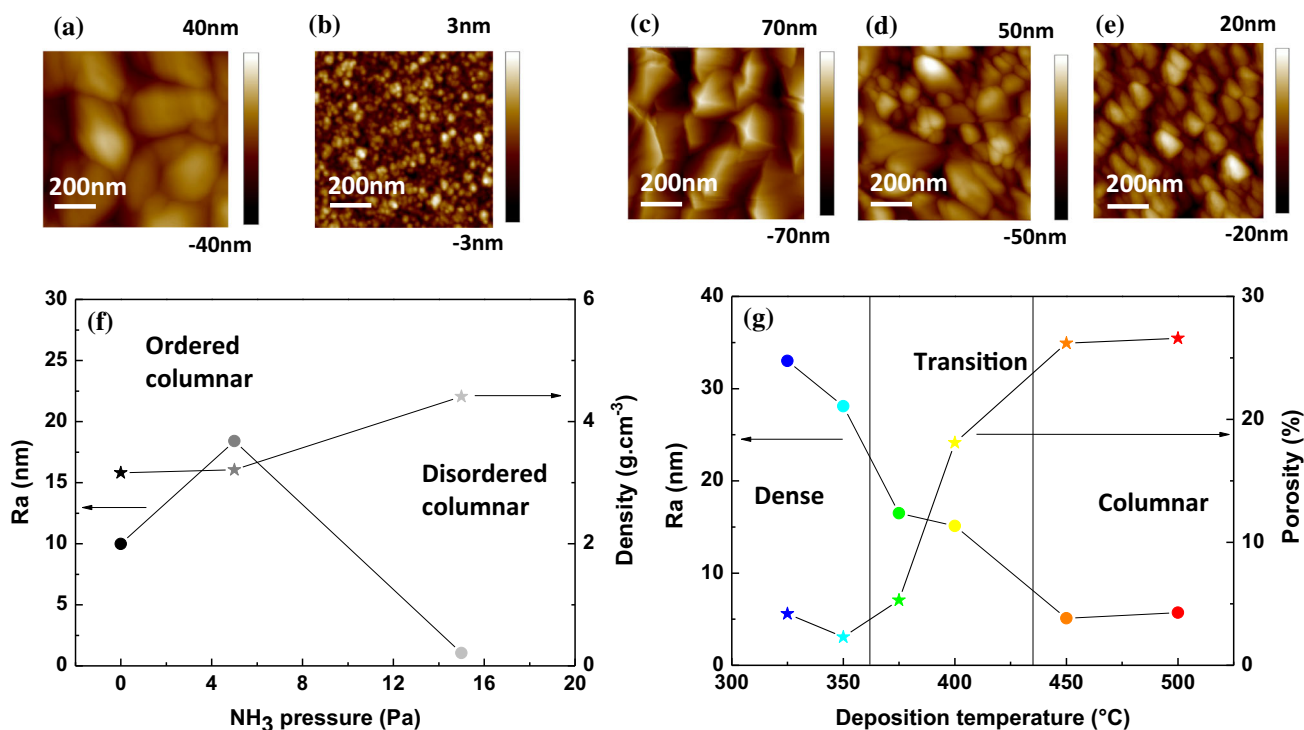 (a)
40nm
200nm
-40nm
(b)
3nm
200nm
-3nm
(c)
70nm
200nm
-70nm
(d)
50nm
200nm
-50nm
(e)
20nm
200nm
-20nm
(f)
30
25
20
15
10
5
0
Ra (nm)
Ordered
columnar
Disordered
columnar
6
4
2
0
Density (g.cm⁻³)
0
4
8
12
16
20
NH₃ pressure (Pa)
(g)
40
30
20
10
0
Ra (nm)
Dense
Transition
Columnar
30
20
10
0
Porosity (%)
300
350
400
450
500
Deposition temperature (°C)